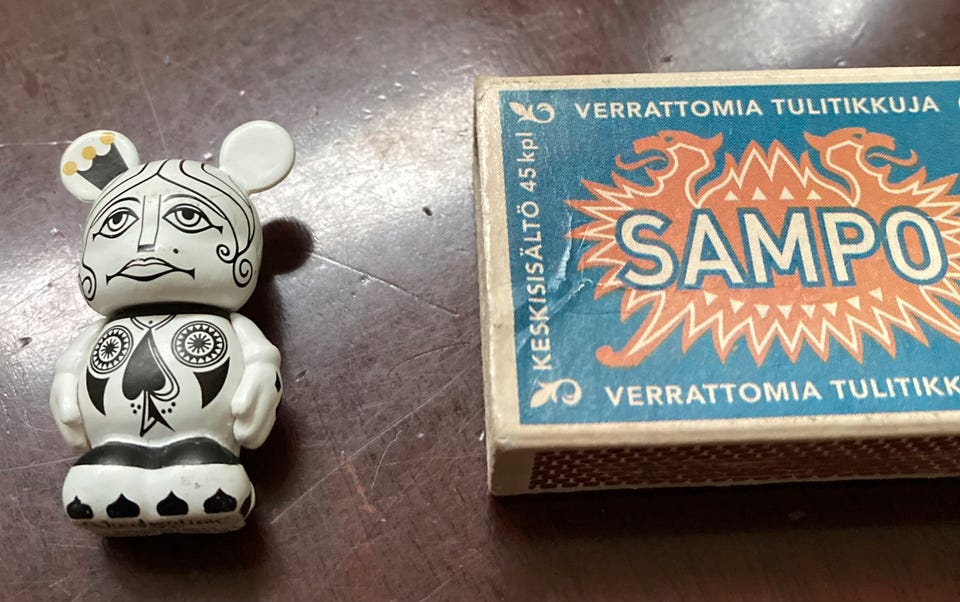 VERRATTOMIA TULITIKKUJA
KESKISISÄLTÖ 45 kpl
SAMPO
VERRATTOMIA TULITIKK